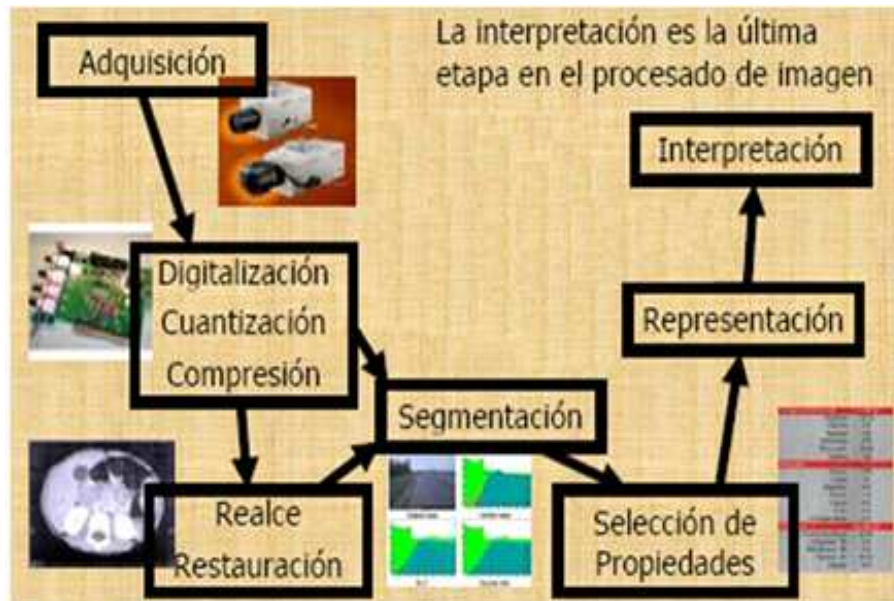 Adquisición
La interpretación es la última
etapa en el procesado de imagen
Interpretación
Digitalización
Cuantización
Compresión
Representación
Segmentación
Realce
Restauración
Selección de
Propiedades